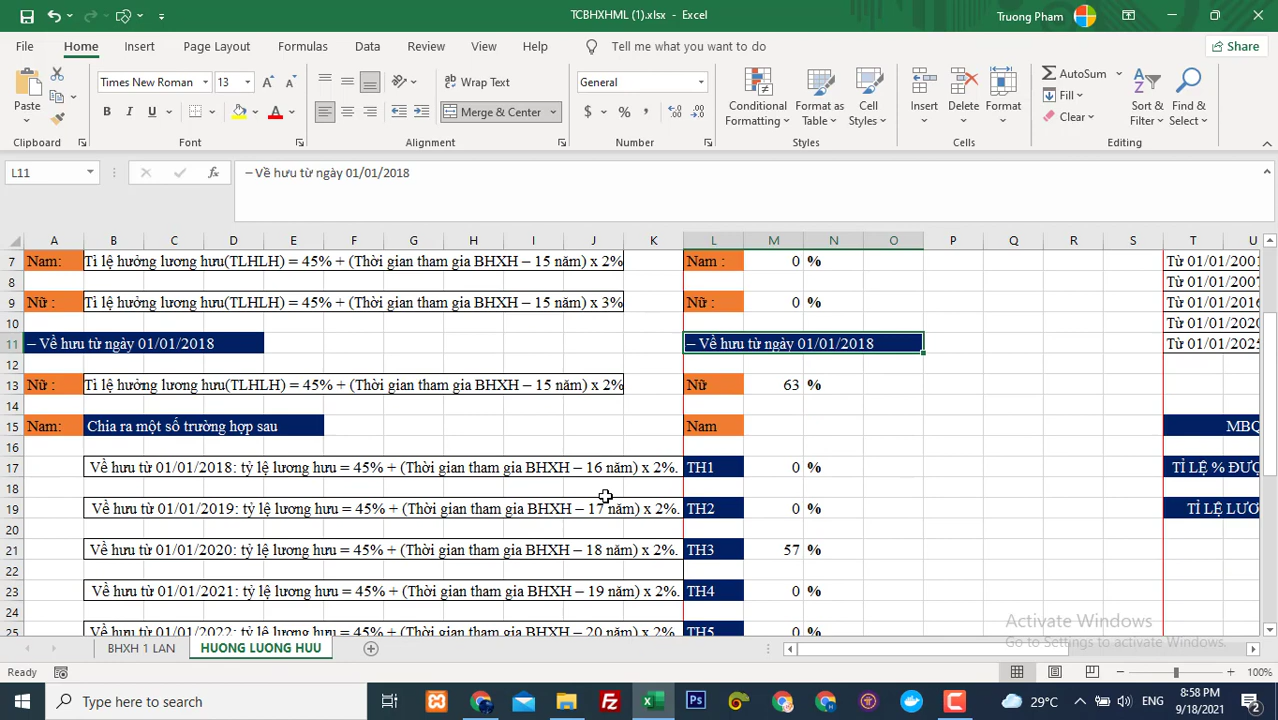 TCBHXHML (1).xlsx - Excel
Truong Pham
File Home Insert Page Layout Formulas Data Review View Help Tell me what you want to do Share
Paste
Clipboard
Times New Roman 13
B I U
Font
Wrap Text
Merge & Center
Alignment
General
$ % ,
Number
Conditional Formatting
Format as Table
Cell Styles
Styles
Insert Delete Format
Cells
AutoSum
Fill
Clear
Sort & Filter
Find & Select
Editing
L11 fx – Về hưu từ ngày 01/01/2018
A B C D E F G H I J K L M N O P Q R S T U
7 Nam: Tỉ lệ hưởng lương hưu(TLHLH) = 45% + (Thời gian tham gia BHXH – 15 năm) x 2% Nam : 0 % Từ 01/01/2001
8 Từ 01/01/2007
9 Nữ : Tỉ lệ hưởng lương hưu(TLHLH) = 45% + (Thời gian tham gia BHXH – 15 năm) x 3% Nữ : 0 % Từ 01/01/2016
10 Từ 01/01/2020
11 – Về hưu từ ngày 01/01/2018 – Về hưu từ ngày 01/01/2018 Từ 01/01/2025
12
13 Nữ : Tỉ lệ hưởng lương hưu(TLHLH) = 45% + (Thời gian tham gia BHXH – 15 năm) x 2% Nữ 63 %
14
15 Nam: Chia ra một số trường hợp sau Nam MBQ
16
17 Về hưu từ 01/01/2018: tỷ lệ lương hưu = 45% + (Thời gian tham gia BHXH – 16 năm) x 2%. TH1 0 % TỈ LỆ % ĐƯỢ
18
19 Về hưu từ 01/01/2019: tỷ lệ lương hưu = 45% + (Thời gian tham gia BHXH – 17 năm) x 2%. TH2 0 % TỈ LỆ LƯƠ
20
21 Về hưu từ 01/01/2020: tỷ lệ lương hưu = 45% + (Thời gian tham gia BHXH – 18 năm) x 2%. TH3 57 %
22
23 Về hưu từ 01/01/2021: tỷ lệ lương hưu = 45% + (Thời gian tham gia BHXH – 19 năm) x 2%. TH4 0 %
24
25 Về hưu từ 01/01/2022: tỷ lệ lương hưu = 45% + (Thời gian tham gia BHXH – 20 năm) x 2%. TH5 0 %
Activate Windows
Go to Settings to activate Windows.
BHXH 1 LAN HUONG LUONG HUU
Ready 100%
Type here to search
29°C ENG
8:58 PM
9/18/2021
2